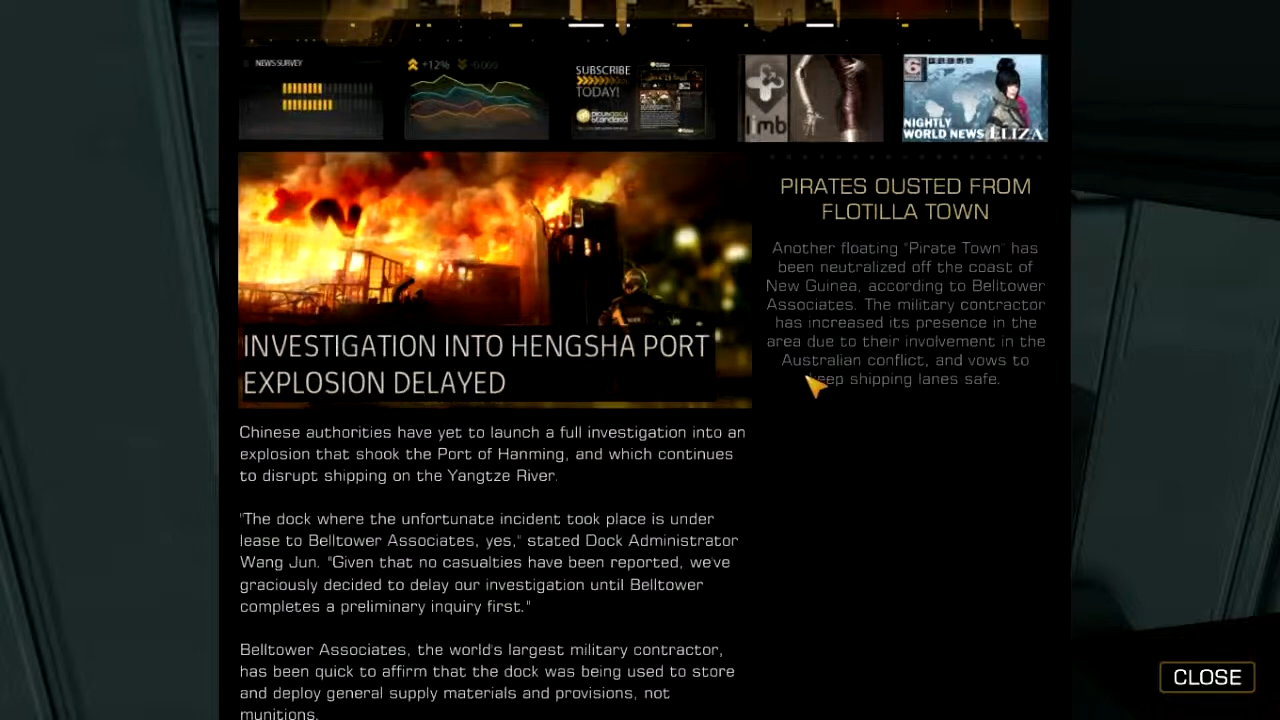 NEWS SURVEY
+12%
SUBSCRIBE
TODAY!
limb
6
NIGHTLY
WORLD NEWS ELIZA
INVESTIGATION INTO HENGSHA PORT
EXPLOSION DELAYED
Chinese authorities have yet to launch a full investigation into an
explosion that shook the Port of Hanming, and which continues
to disrupt shipping on the Yangtze River.
"The dock where the unfortunate incident took place is under
lease to Belltower Associates, yes," stated Dock Administrator
Wang Jun. "Given that no casualties have been reported, we've
graciously decided to delay our investigation until Belltower
completes a preliminary inquiry first."
Belltower Associates, the world's largest military contractor,
has been quick to affirm that the dock was being used to store
and deploy general supply materials and provisions, not
munitions.
PIRATES OUSTED FROM
FLOTILLA TOWN
Another floating "Pirate Town" has
been neutralized off the coast of
New Guinea, according to Belltower
Associates. The military contractor
has increased its presence in the
area due to their involvement in the
Australian conflict, and vows to
keep shipping lanes safe.
CLOSE